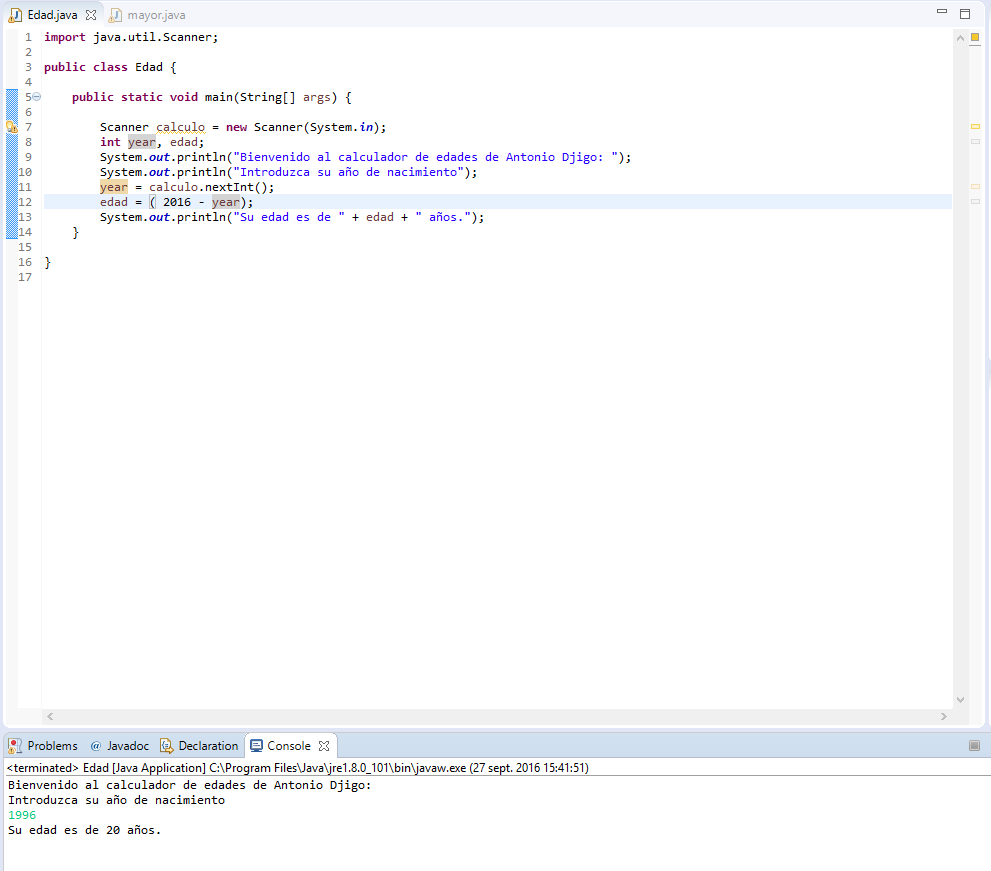 Edad.java mayor.java
1 import java.util.Scanner;
2
3 public class Edad {
4
5 public static void main(String[] args) {
6
7 Scanner calculo = new Scanner(System.in);
8 int year, edad;
9 System.out.println("Bienvenido al calculador de edades de Antonio Djigo: ");
10 System.out.println("Introduzca su año de nacimiento");
11 year = calculo.nextInt();
12 edad = ( 2016 - year);
13 System.out.println("Su edad es de " + edad + " años.");
14 }
15
16 }
17
Problems @ Javadoc Declaration Console
<terminated> Edad [Java Application] C:\Program Files\Java\jre1.8.0_101\bin\javaw.exe (27 sept. 2016 15:41:51)
Bienvenido al calculador de edades de Antonio Djigo:
Introduzca su año de nacimiento
1996
Su edad es de 20 años.